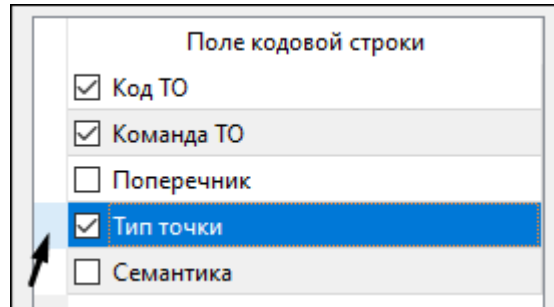 Поле кодовой строки
Код ТО
Команда ТО
Поперечник
Тип точки
Семантика